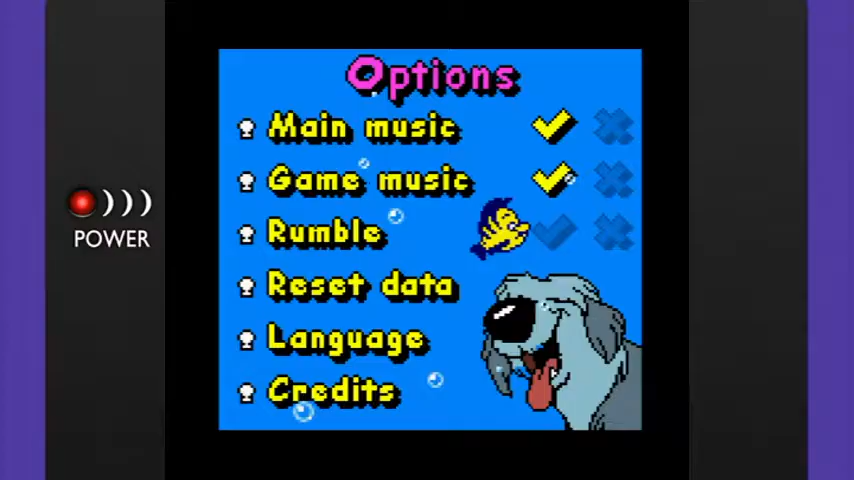 Options
Main music
Game music
POWER
Rumble
Reset data
Language
Credits